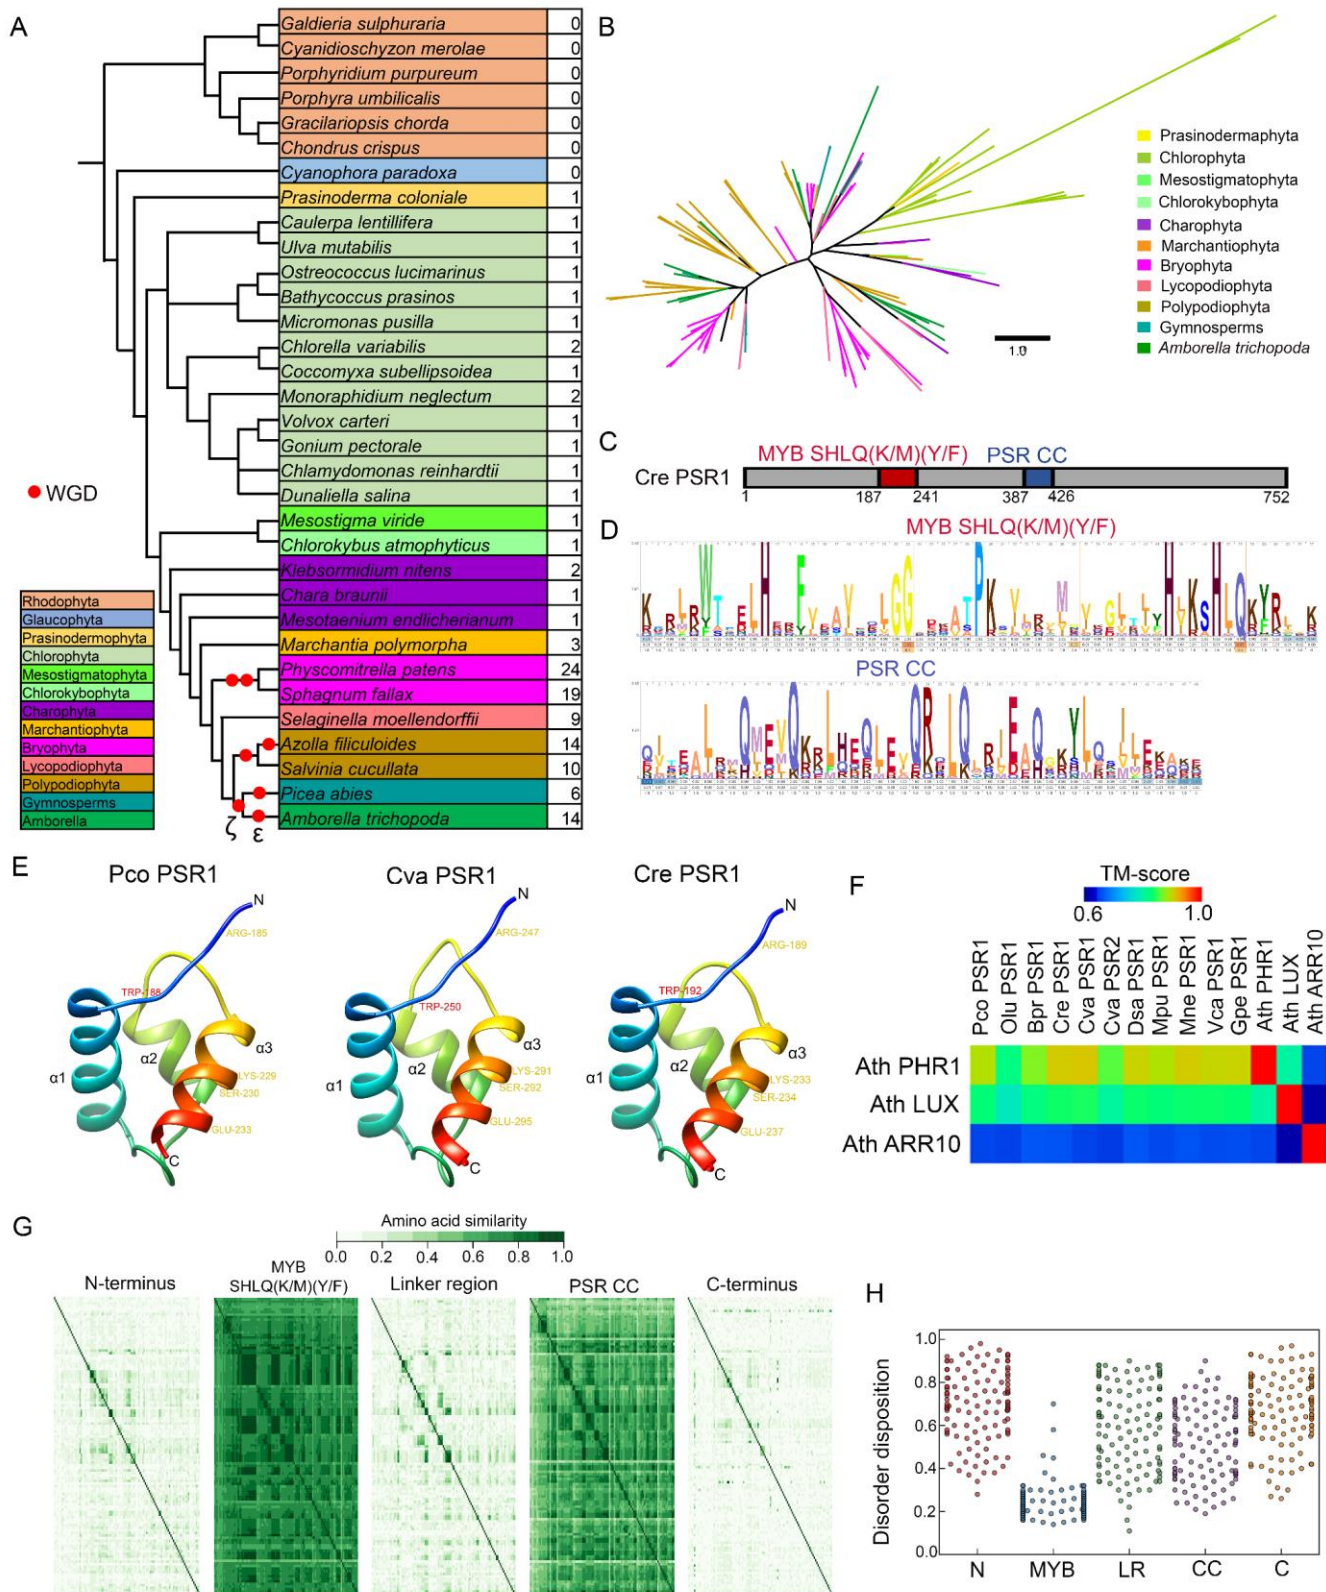 A
Galdieria sulphuraria 0
Cyanidioschyzon merolae 0
Porphyridium purpureum 0
Porphyra umbilicalis 0
Gracilariopsis chorda 0
Chondrus crispus 0
Cyanophora paradoxa 0
Prasinoderma coloniale 1
Caulerpa lentillifera 1
Ulva mutabilis 1
Ostreococcus lucimarinus 1
Bathycoccus prasinos 1
Micromonas pusilla 1
Chlorella variabilis 2
Coccomyxa subellipsoidea 1
Monoraphidium neglectum 2
Volvox carteri 1
Gonium pectorale 1
Chlamydomonas reinhardtii 1
Dunaliella salina 1
Mesostigma viride 1
Chlorokybus atmophyticus 1
Klebsormidium nitens 2
Chara braunii 1
Mesotaenium endlicherianum 1
Marchantia polymorpha 3
Physcomitrella patens 24
Sphagnum fallax 19
Selaginella moellendorffii 9
Azolla filiculoides 14
Salvinia cucullata 10
Picea abies 6
Amborella trichopoda 14
ζ ε
WGD
Rhodophyta
Glaucophyta
Prasinodermophyta
Chlorophyta
Mesostigmatophyta
Chlorokybophyta
Charophyta
Marchantiophyta
Bryophyta
Lycopodiophyta
Polypodiophyta
Gymnosperms
Amborella
B
Prasinodermaphyta
Chlorophyta
Mesostigmatophyta
Chlorokybophyta
Charophyta
Marchantiophyta
Bryophyta
Lycopodiophyta
Polypodiophyta
Gymnosperms
Amborella trichopoda
1.0
C
MYB SHLQ(K/M)(Y/F) PSR CC
Cre PSR1
1 187 241 387 426 752
D
MYB SHLQ(K/M)(Y/F)
PSR CC
E
Pco PSR1 Cva PSR1 Cre PSR1
N
ARG-185
TRP-188
α1 α2 α3
LYS-229
SER-230
GLU-233
C
N
ARG-247
TRP-250
α1 α2 α3
LYS-291
SER-292
GLU-295
C
N
ARG-189
TRP-192
α1 α2 α3
LYS-233
SER-234
GLU-237
C
F
TM-score
0.6 1.0
Pco PSR1
Olu PSR1
Bpr PSR1
Cre PSR1
Cva PSR1
Cva PSR2
Dsa PSR1
Mpu PSR1
Mne PSR1
Vca PSR1
Gpe PSR1
Ath PHR1
Ath LUX
Ath ARR10
Ath PHR1
Ath LUX
Ath ARR10
G
Amino acid similarity
0.0 0.2 0.4 0.6 0.8 1.0
N-terminus
MYB
SHLQ(K/M)(Y/F)
Linker region
PSR CC
C-terminus
H
Disorder disposition
1.0
0.8
0.6
0.4
0.2
0.0
N MYB LR CC C